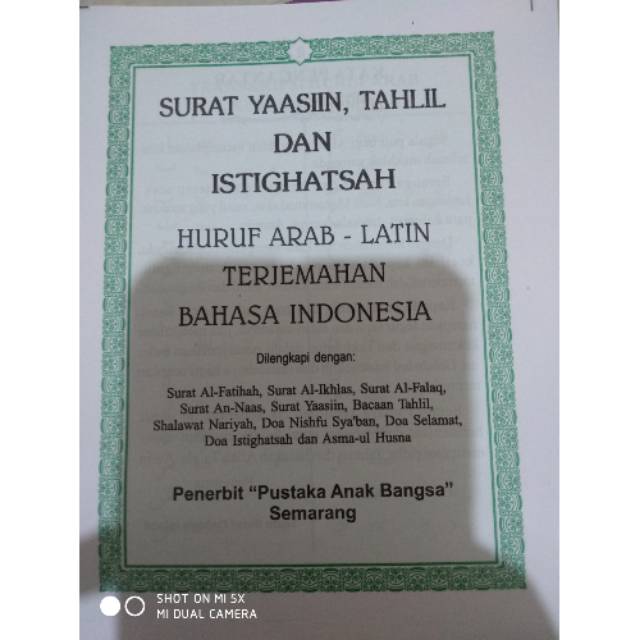 SURAT YAASIIN, TAHLIL
DAN
ISTIGHATSAH
HURUF ARAB - LATIN
TERJEMAHAN
BAHASA INDONESIA
Dilengkapi dengan:
Surat Al-Fatihah, Surat Al-Ikhlas, Surat Al-Falaq,
Surat An-Naas, Surat Yaasiin, Bacaan Tahlil,
Shalawat Nariyah, Doa Nishfu Sya'ban, Doa Selamat,
Doa Istighatsah dan Asma-ul Husna
Penerbit “Pustaka Anak Bangsa”
Semarang
SHOT ON MI 5X
MI DUAL CAMERA